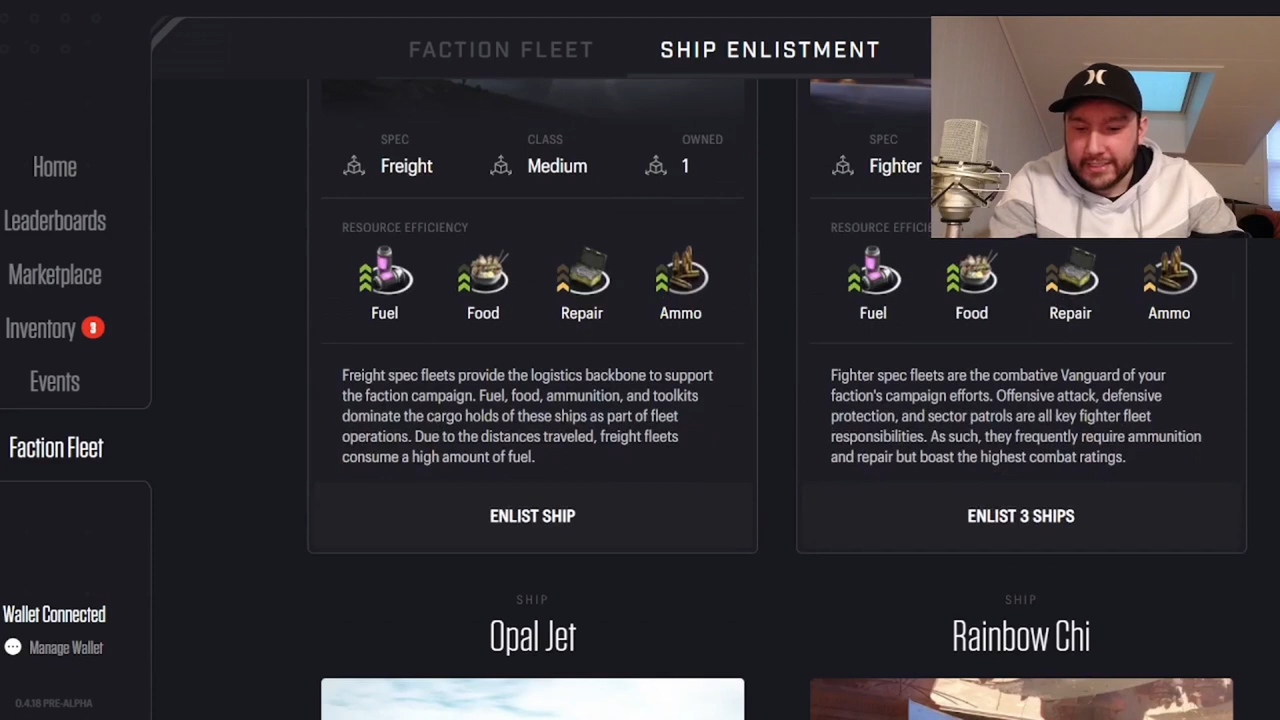 FACTION FLEET
SHIP ENLISTMENT
Home
Leaderboards
Marketplace
Inventory 3
Events
Faction Fleet
Wallet Connected
Manage Wallet
0.4.18 PRE-ALPHA
SPEC CLASS OWNED
Freight Medium 1
RESOURCE EFFICIENCY
Fuel Food Repair Ammo
Freight spec fleets provide the logistics backbone to support
the faction campaign. Fuel, food, ammunition, and toolkits
dominate the cargo holds of these ships as part of fleet
operations. Due to the distances traveled, freight fleets
consume a high amount of fuel.
ENLIST SHIP
SPEC
Fighter
RESOURCE
Fuel Food Repair Ammo
Fighter spec fleets are the combative Vanguard of your
faction's campaign efforts. Offensive attack, defensive
protection, and sector patrols are all key fighter fleet
responsibilities. As such, they frequently require ammunition
and repair but boast the highest combat ratings.
ENLIST 3 SHIPS
SHIP
Opal Jet
SHIP
Rainbow Chi